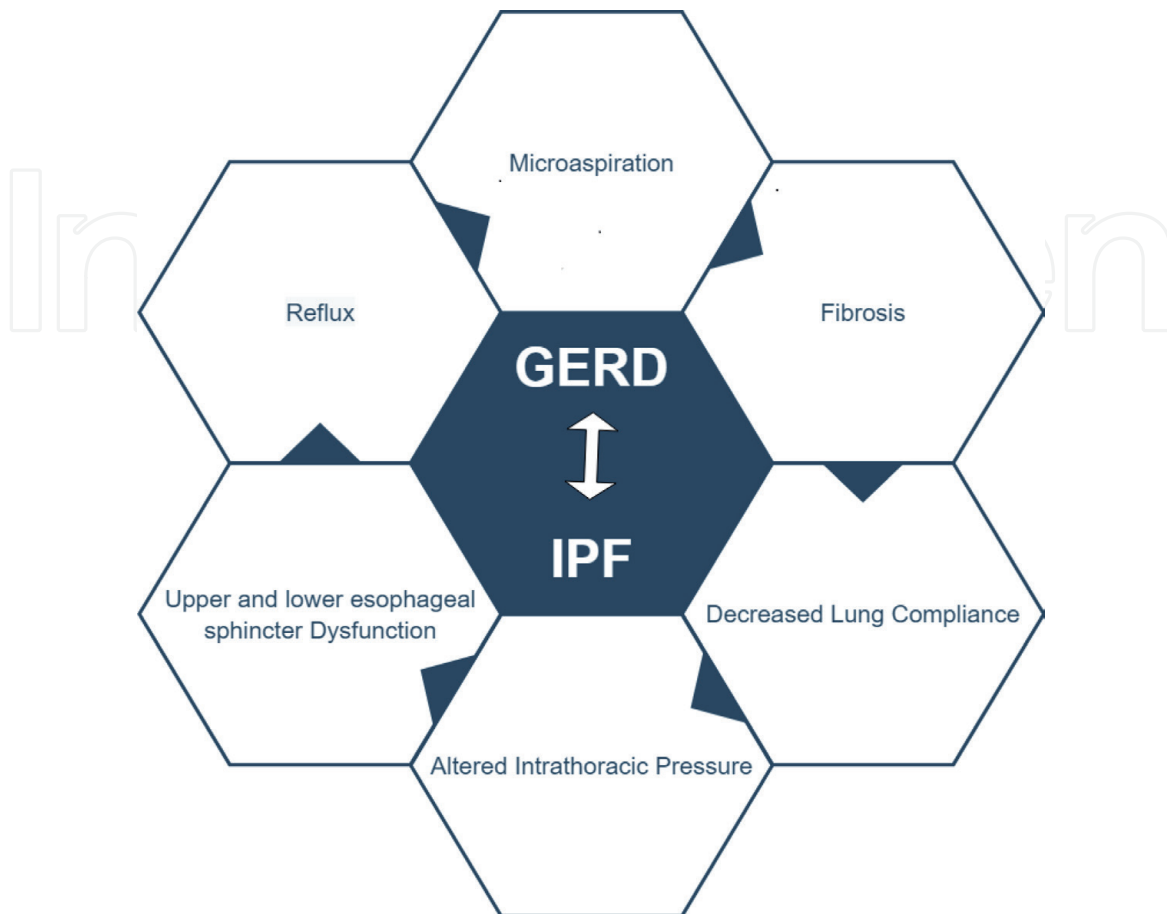 Microaspiration
Reflux
Fibrosis
GERD
IPF
Upper and lower esophageal
sphincter Dysfunction
Decreased Lung Compliance
Altered Intrathoracic Pressure